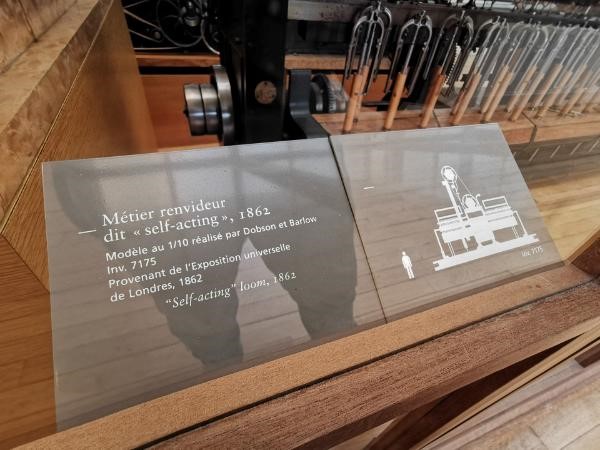 Métier renvideur
— dit « self-acting », 1862
Modèle au 1/10 réalisé par Dobson et Barlow
Inv. 7175
Provenant de l'Exposition universelle
de Londres, 1862
"Self-acting" loom, 1862
inv 7175